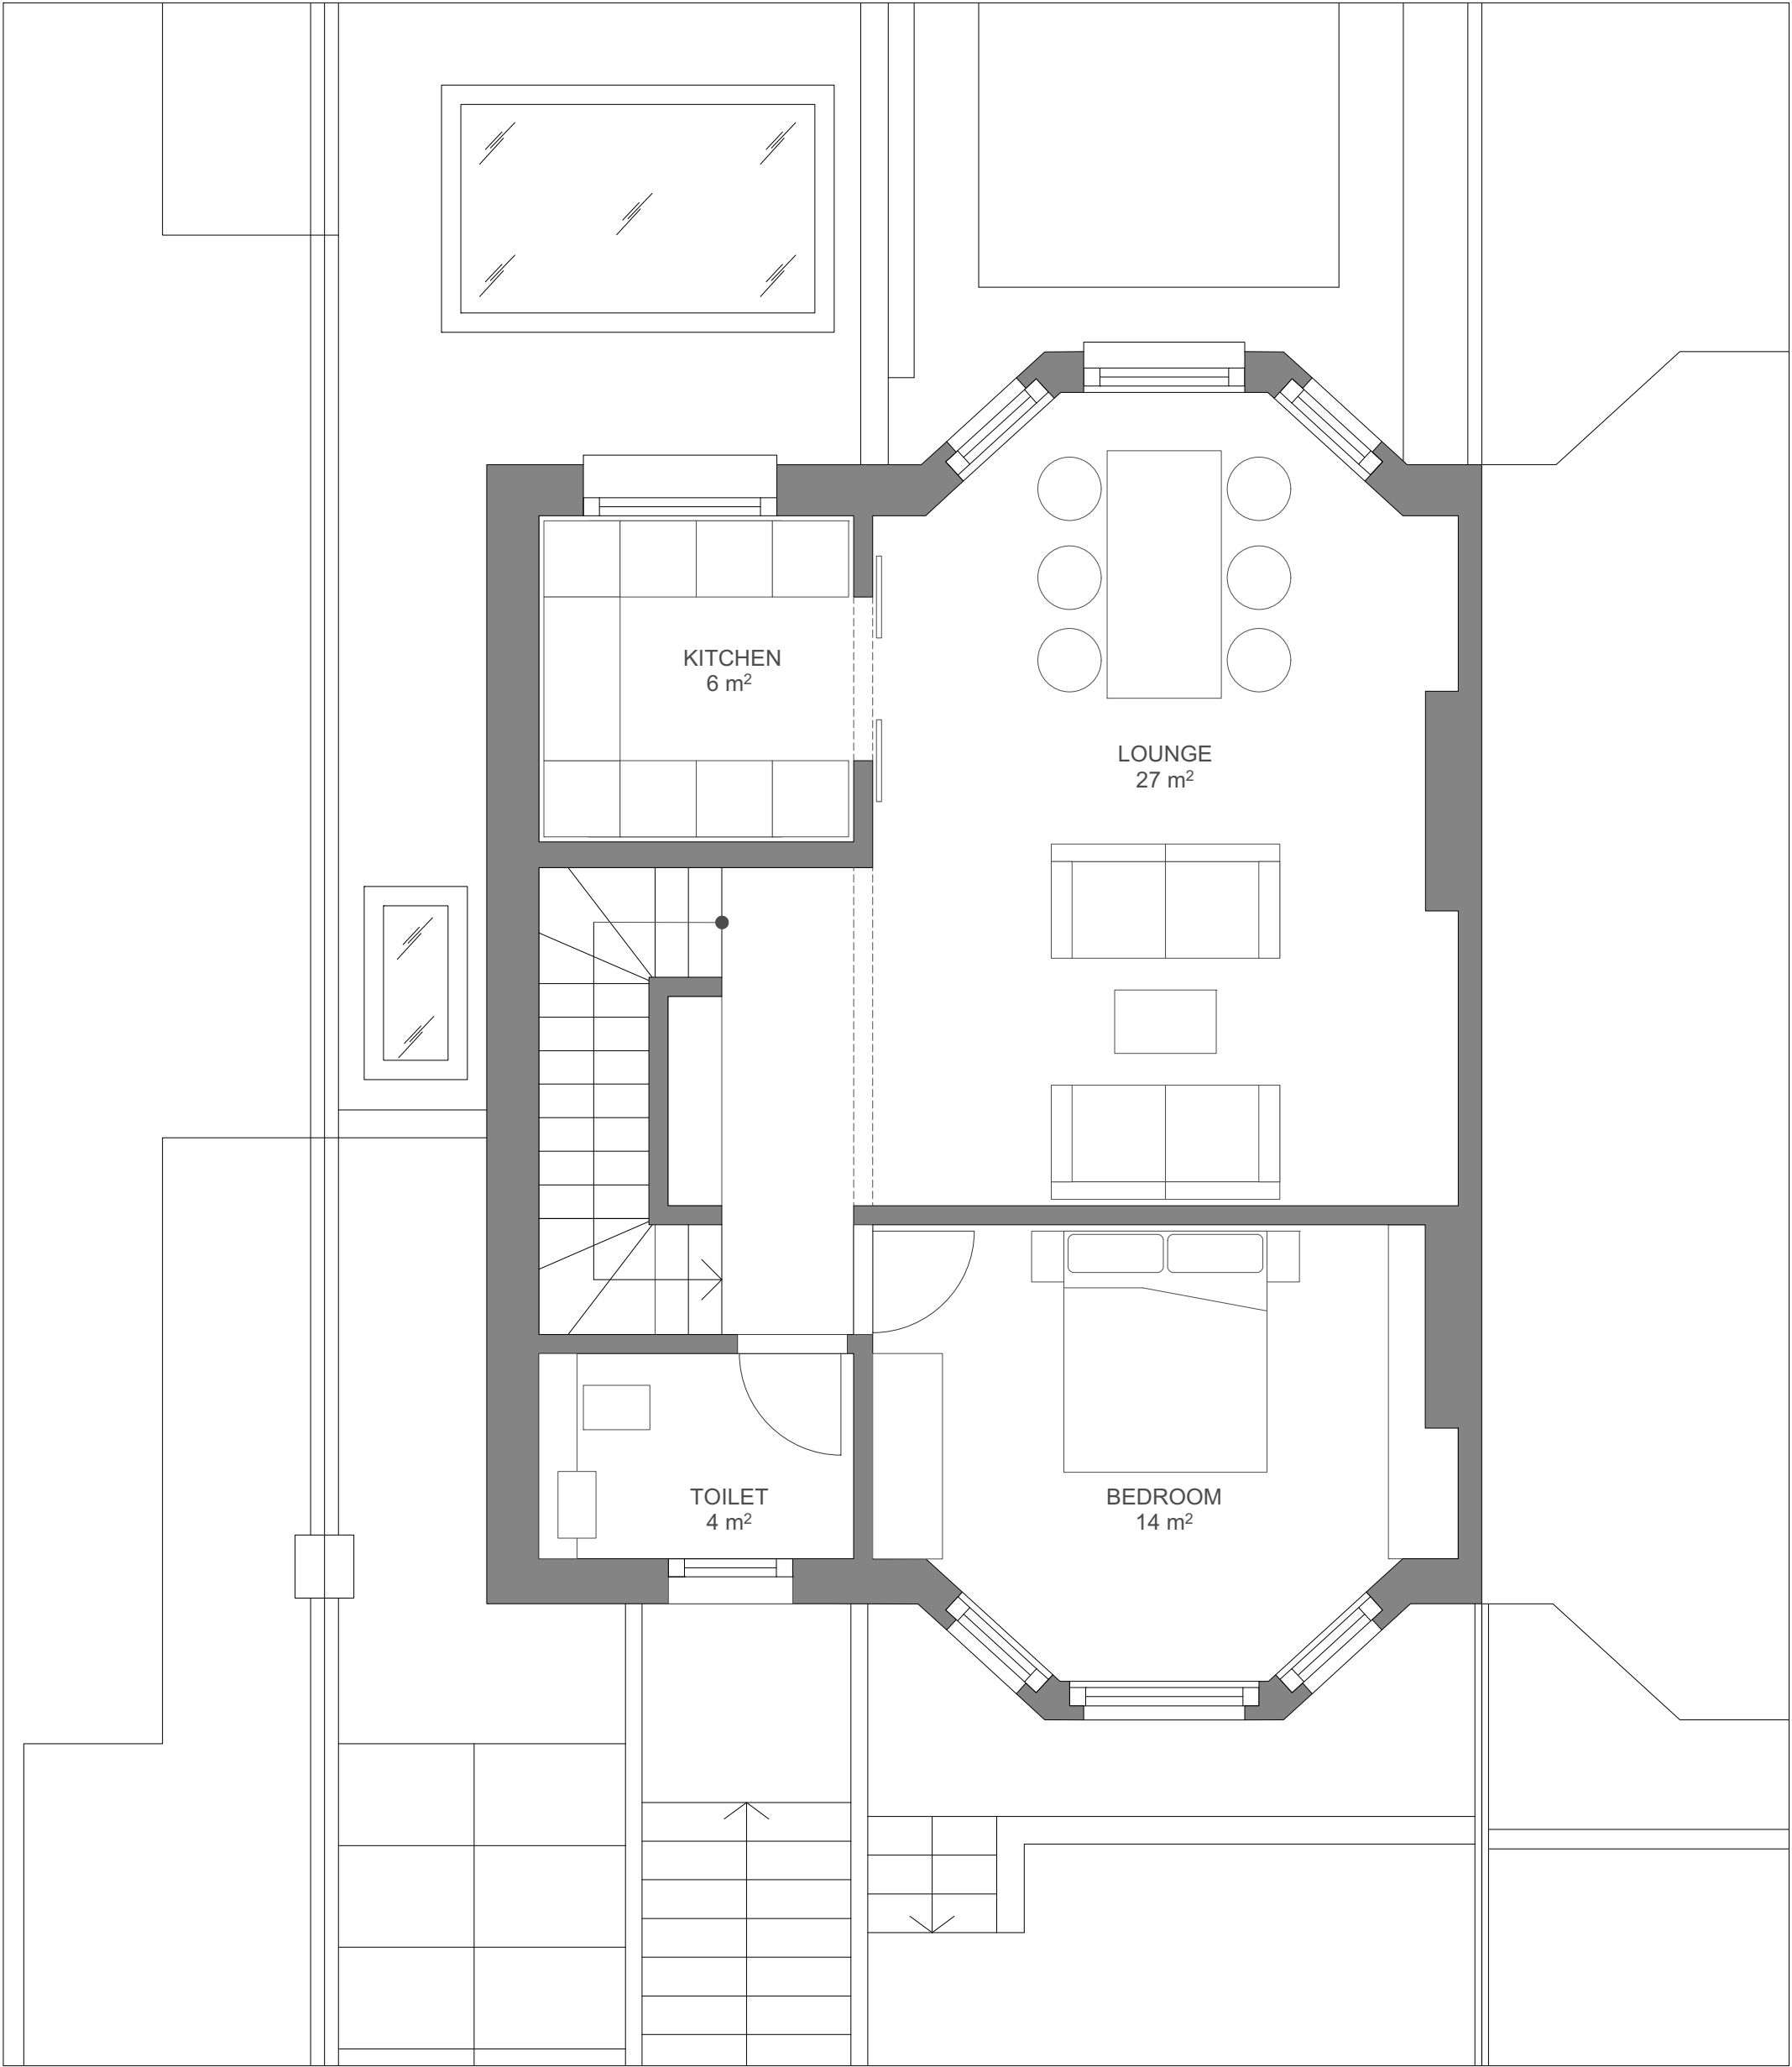 KITCHEN
6 m²
LOUNGE
27 m²
TOILET
4 m²
BEDROOM
14 m²